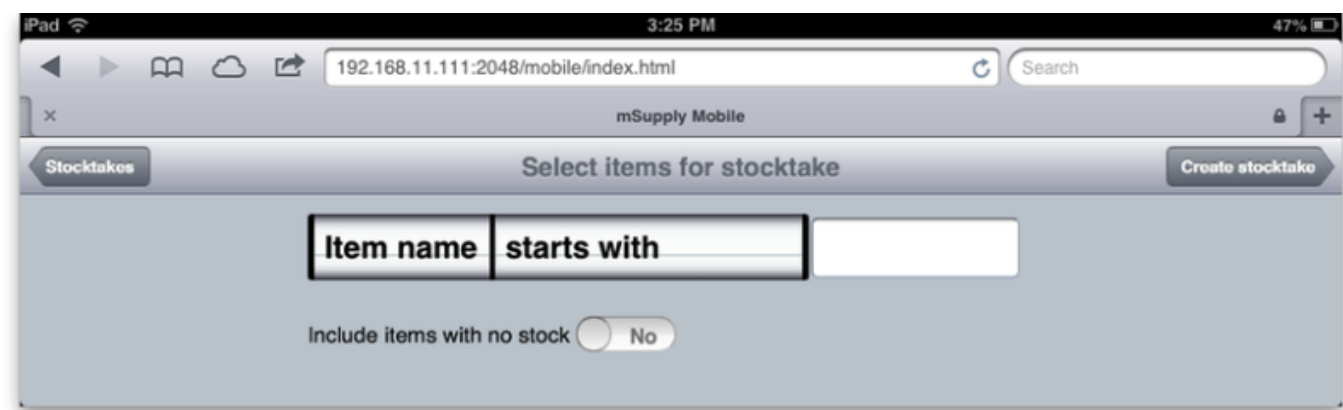 iPad 3:25 PM 47%
192.168.11.111:2048/mobile/index.html Search
mSupply Mobile
Stocktakes Select items for stocktake Create stocktake
Item name starts with
Include items with no stock No